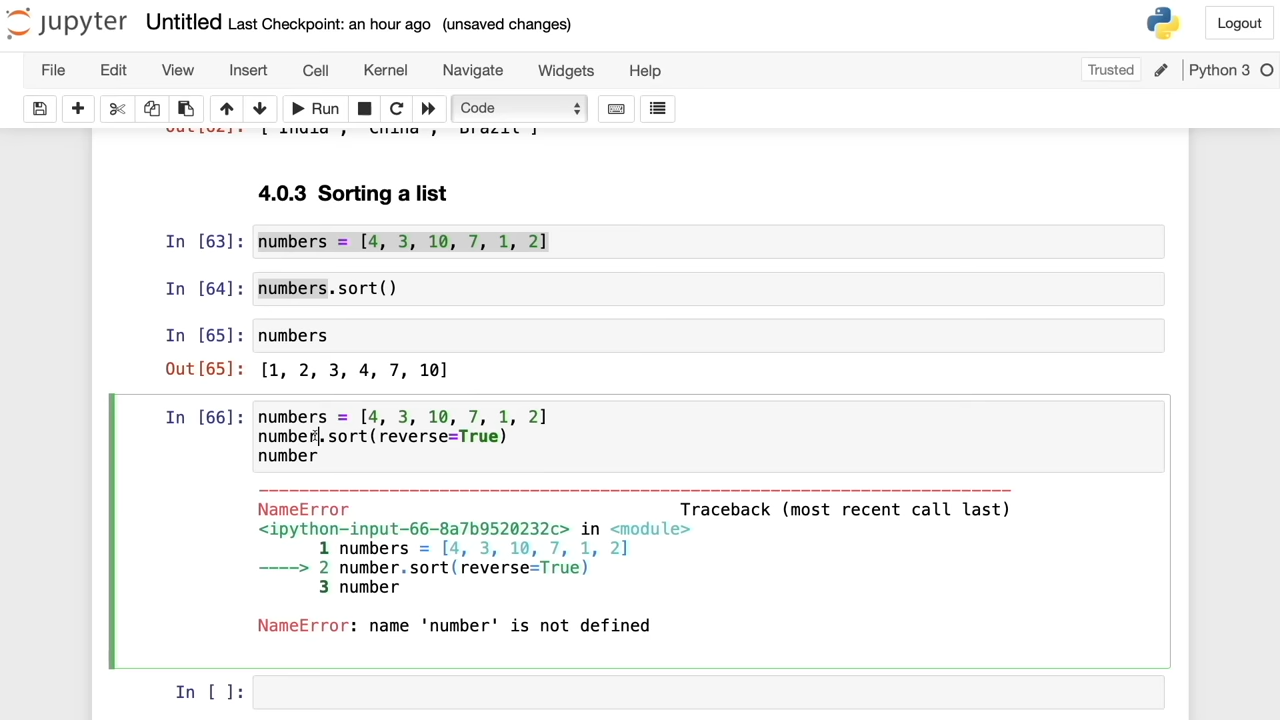 jupyter Untitled Last Checkpoint: an hour ago (unsaved changes) Logout
File Edit View Insert Cell Kernel Navigate Widgets Help Trusted Python 3
Run Code
Out[62]: ['India', 'China', 'Brazil']
4.0.3 Sorting a list
In [63]: numbers = [4, 3, 10, 7, 1, 2]
In [64]: numbers.sort()
In [65]: numbers
Out[65]: [1, 2, 3, 4, 7, 10]
In [66]: numbers = [4, 3, 10, 7, 1, 2]
number.sort(reverse=True)
number
---------------------------------------------------------------------------
NameError Traceback (most recent call last)
<ipython-input-66-8a7b9520232c> in <module>
1 numbers = [4, 3, 10, 7, 1, 2]
----> 2 number.sort(reverse=True)
3 number
NameError: name 'number' is not defined
In [ ]: